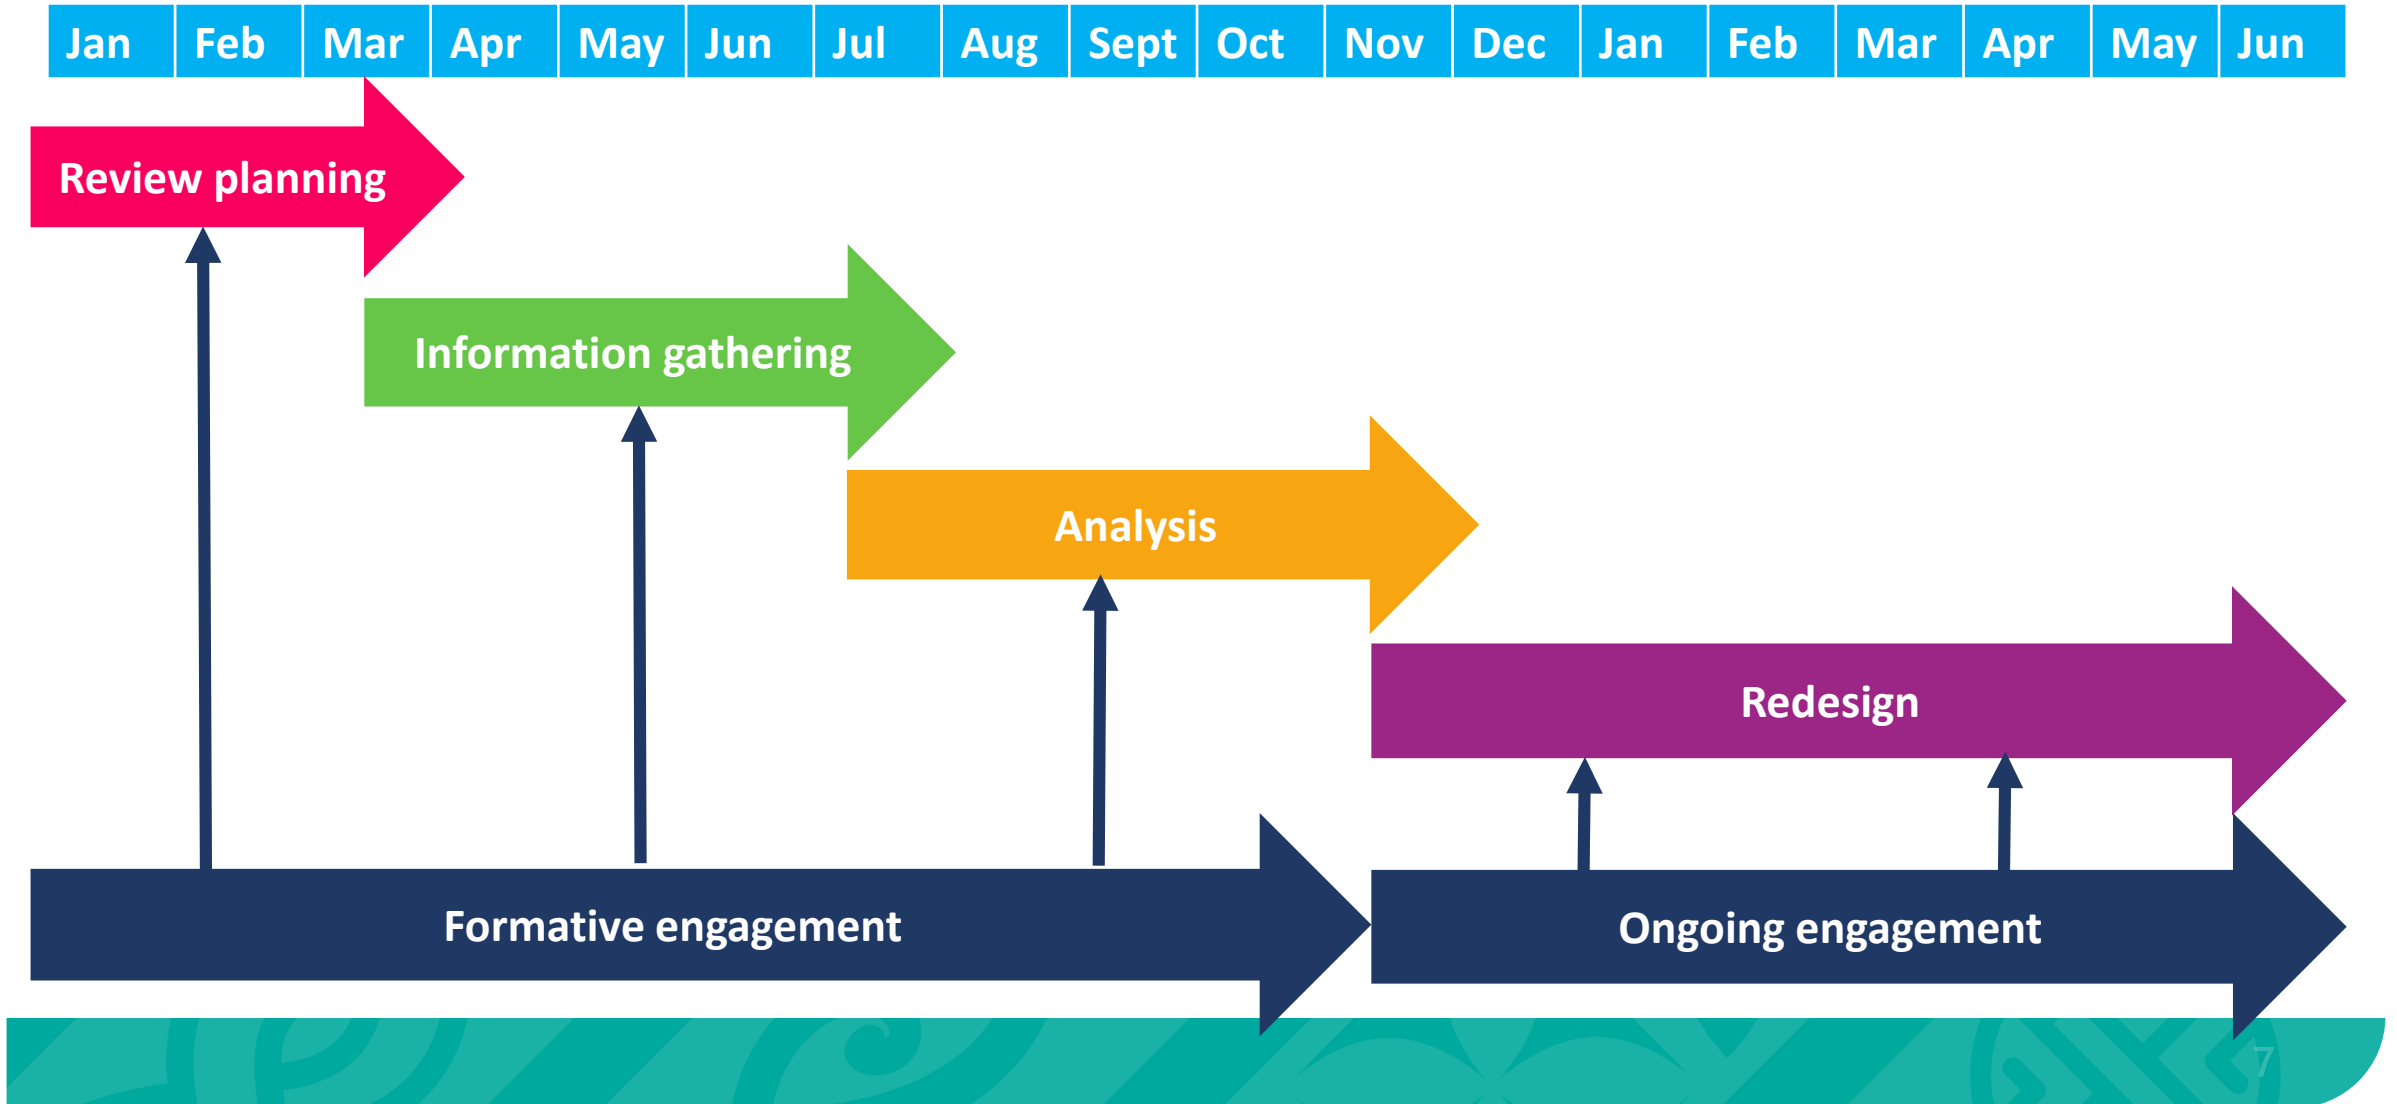 Jan Feb Mar Apr May Jun Jul Aug Sept Oct Nov Dec Jan Feb Mar Apr May Jun
Review planning
Information gathering
Analysis
Redesign
Formative engagement
Ongoing engagement
7